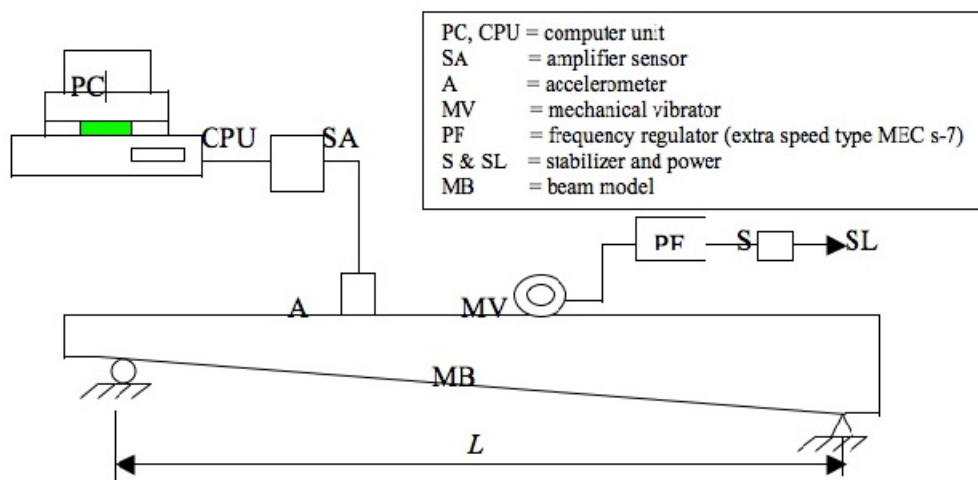 PC, CPU = computer unit
SA = amplifier sensor
A = accelerometer
MV = mechanical vibrator
PF = frequency regulator (extra speed type MEC s-7)
S & SL = stabilizer and power
MB = beam model
PC
CPU
SA
PF
S
SL
A
MV
MB
L